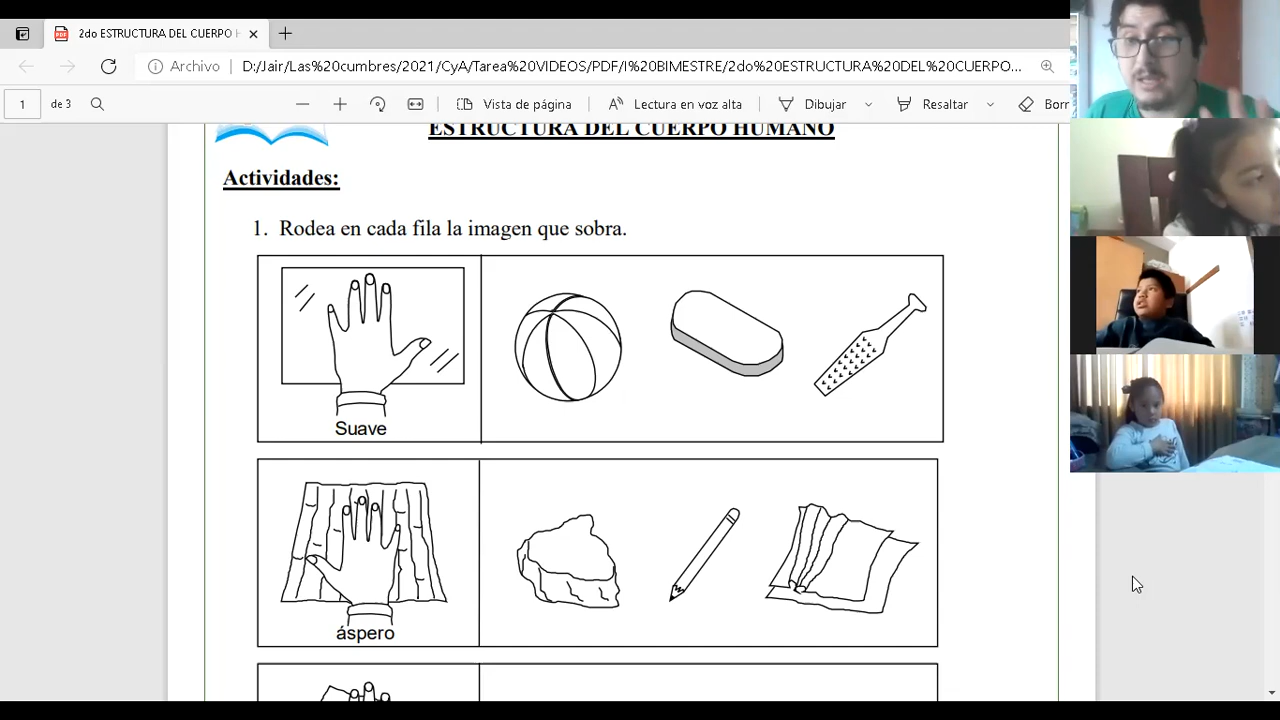 2do ESTRUCTURA DEL CUERPO H
Archivo D:/Jair/Las%20cumbres/2021/CyA/Tarea%20VIDEOS/PDF/I%20BIMESTRE/2do%20ESTRUCTURA%20DEL%20CUERPO...
1 de 3 Vista de página Lectura en voz alta Dibujar Resaltar Borr
ESTRUCTURA DEL CUERPO HUMANO
Actividades:
1. Rodea en cada fila la imagen que sobra.
Suave
áspero